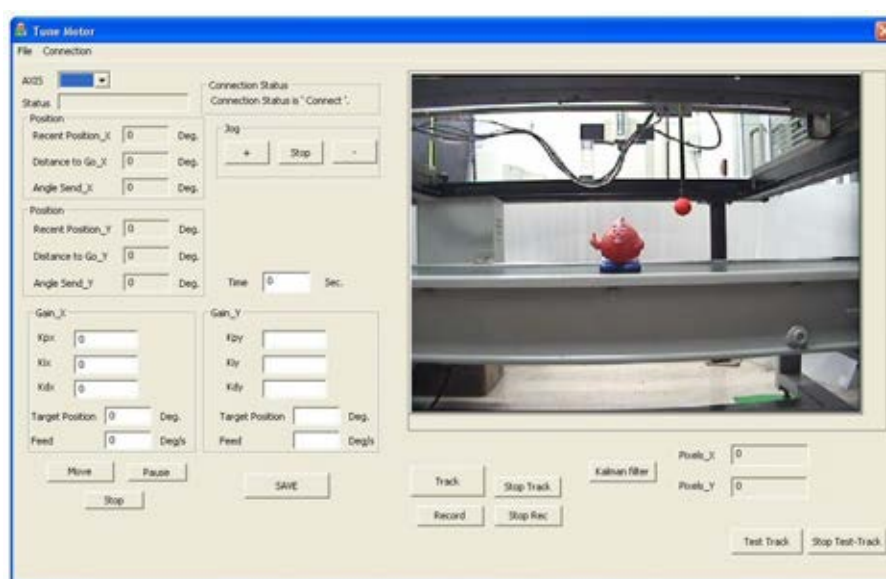 Tune Motor
File Connection
AXIS
Status
Connection Status
Connection Status is ' Connect '.
Position
Recent Position_X 0 Deg.
Distance to Go_X 0 Deg.
Angle Send_X 0 Deg.
Jog
+ Stop -
Position
Recent Position_Y 0 Deg.
Distance to Go_Y 0 Deg.
Angle Send_Y 0 Deg.
Time 0 Sec.
Gain_X
Kpx 0
Kix 0
Kdx 0
Target Position 0 Deg.
Feed 0 Deg/s
Gain_Y
Kpy
Kiy
Kdy
Target Position Deg.
Feed Deg/s
Move Pause
Stop
SAVE
Track Stop Track
Record Stop Rec
Kalman filter
Pixels_X 0
Pixels_Y 0
Test Track Stop Test-Track